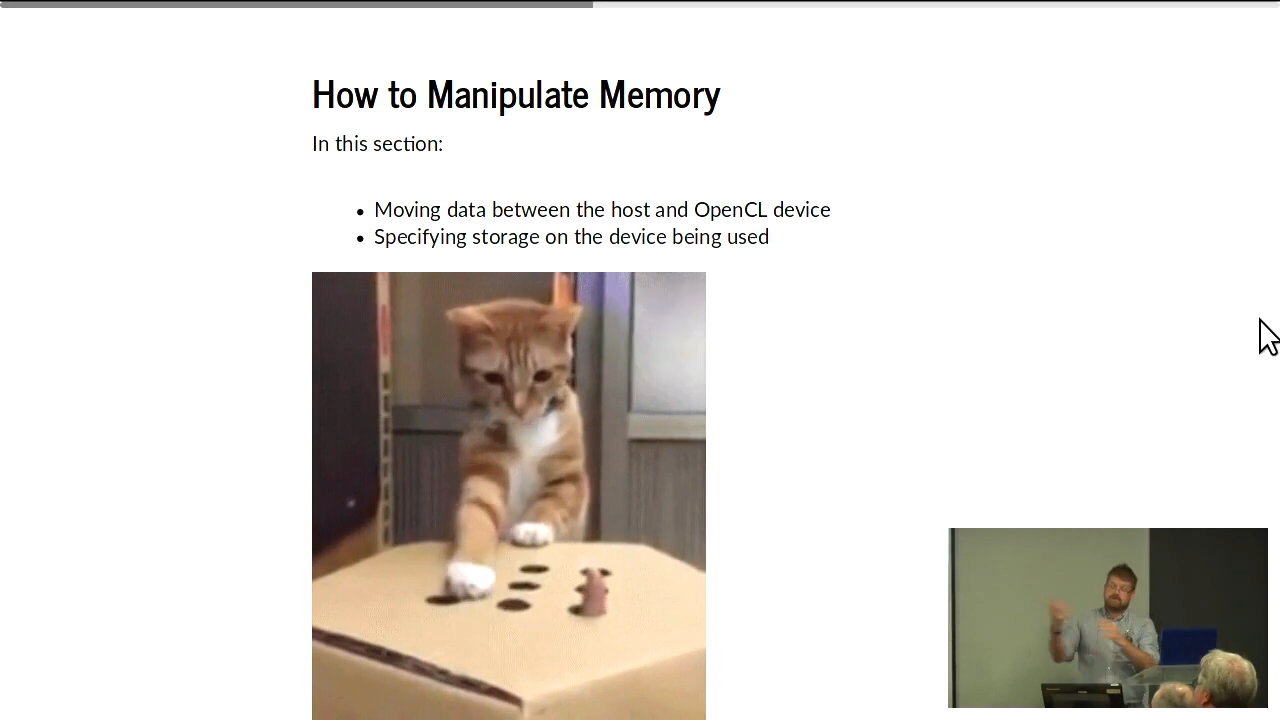 How to Manipulate Memory
In this section:
Moving data between the host and OpenCL device
Specifying storage on the device being used